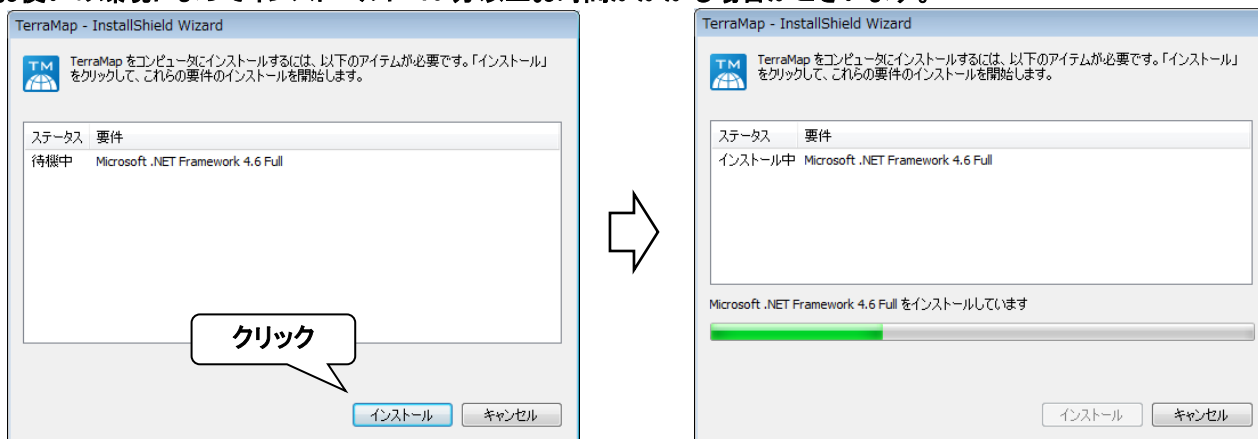 TerraMap - InstallShield Wizard
TM
TerraMap をコンピュータにインストールするには、以下のアイテムが必要です。「インストール」
をクリックして、これらの要件のインストールを開始します。
ステータス 要件
待機中 Microsoft .NET Framework 4.6 Full
クリック
インストール キャンセル
TerraMap - InstallShield Wizard
TM
TerraMap をコンピュータにインストールするには、以下のアイテムが必要です。「インストール」
をクリックして、これらの要件のインストールを開始します。
ステータス 要件
インストール中 Microsoft .NET Framework 4.6 Full
Microsoft .NET Framework 4.6 Full をインストールしています
インストール キャンセル